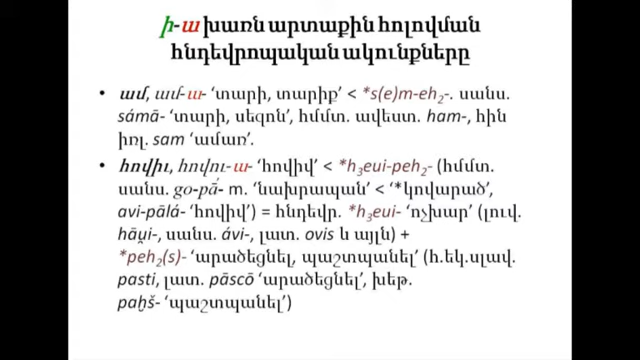 ի-ա խառն արտաքին հոլովման
հնդեվրոպական ակունքները
• ամ, ամ-ա- ‘տարի, տարիք’ < *s(e)m-eh₂-. սանս.
sámā- ‘տարի, սեզոն’, հմմտ. ավեստ. ham-, հին
իռլ. sam ‘ամառ’.
• հովիւ, հովու-ա- ‘հովիվ’ < *h₃eui-peh₂- (հմմտ.
սանս. go-pā́- m. ‘նախրապան’ < ‘*կովարած’,
avi-pālá- ‘հովիվ’) = հնդեվր. *h₃eui- ‘ոչխար’ (լուվ.
hāu̯i-, սանս. ávi-, լատ. ovis և այլն) +
*peh₂(s)- ‘արածեցնել, պաշտպանել’ (հ.եկ.սլավ.
pasti, լատ. pāscō ‘արածեցնել’, խեթ.
paḫš- ‘պաշտպանել’)